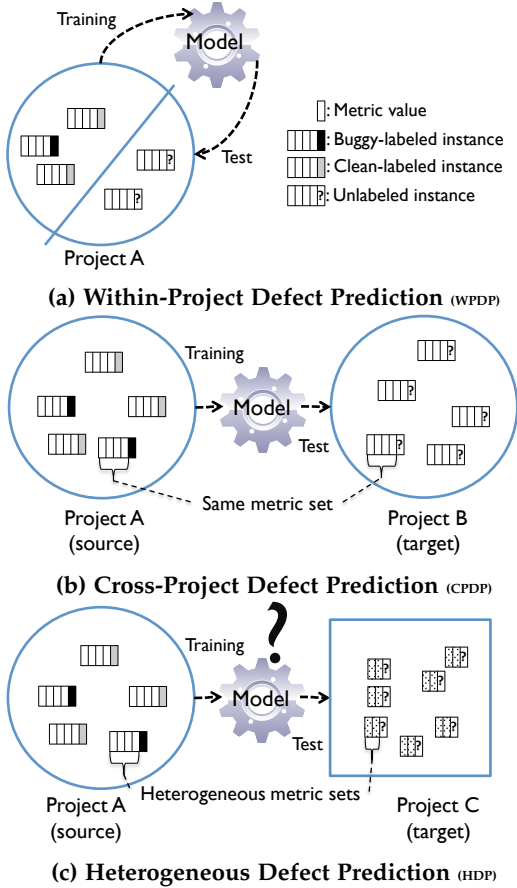 Training
Model
Test
: Metric value
: Buggy-labeled instance
: Clean-labeled instance
?
: Unlabeled instance
?
?
Project A
(a) Within-Project Defect Prediction (WPDP)
Training
Model
Test
?
?
?
?
?
Same metric set
Project A
(source)
Project B
(target)
(b) Cross-Project Defect Prediction (CPDP)
?
Training
Model
Test
?
?
?
?
?
?
?
Heterogeneous metric sets
Project A
(source)
Project C
(target)
(c) Heterogeneous Defect Prediction (HDP)